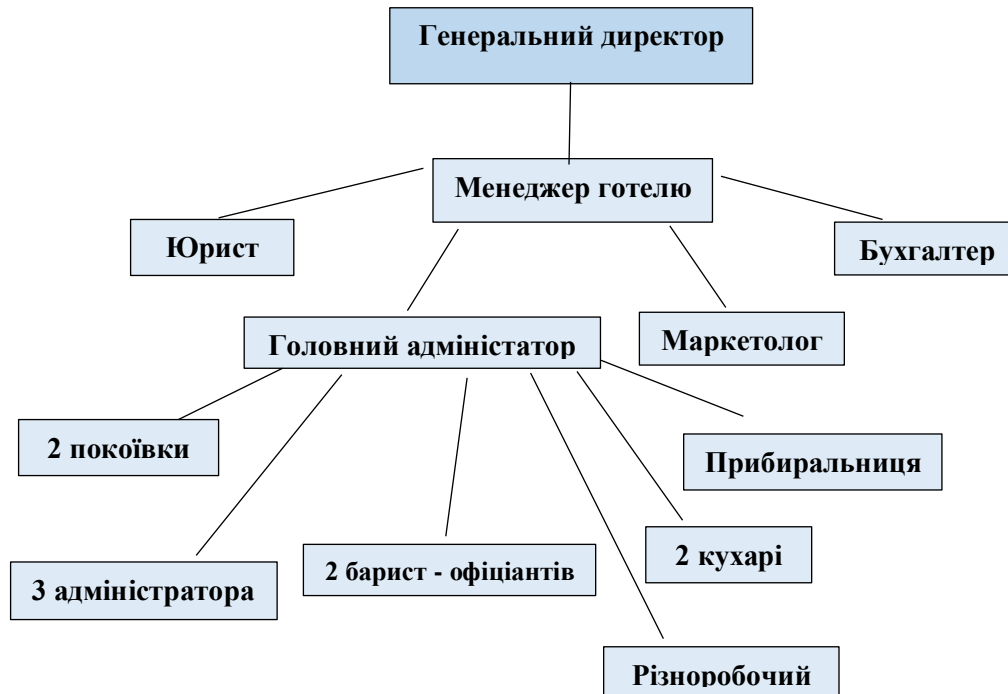 Генеральний директор
Менеджер готелю
Юрист
Бухгалтер
Головний адміністатор
Маркетолог
2 покоївки
Прибиральниця
3 адміністратора
2 барист - офіціантів
2 кухарі
Різноробочий